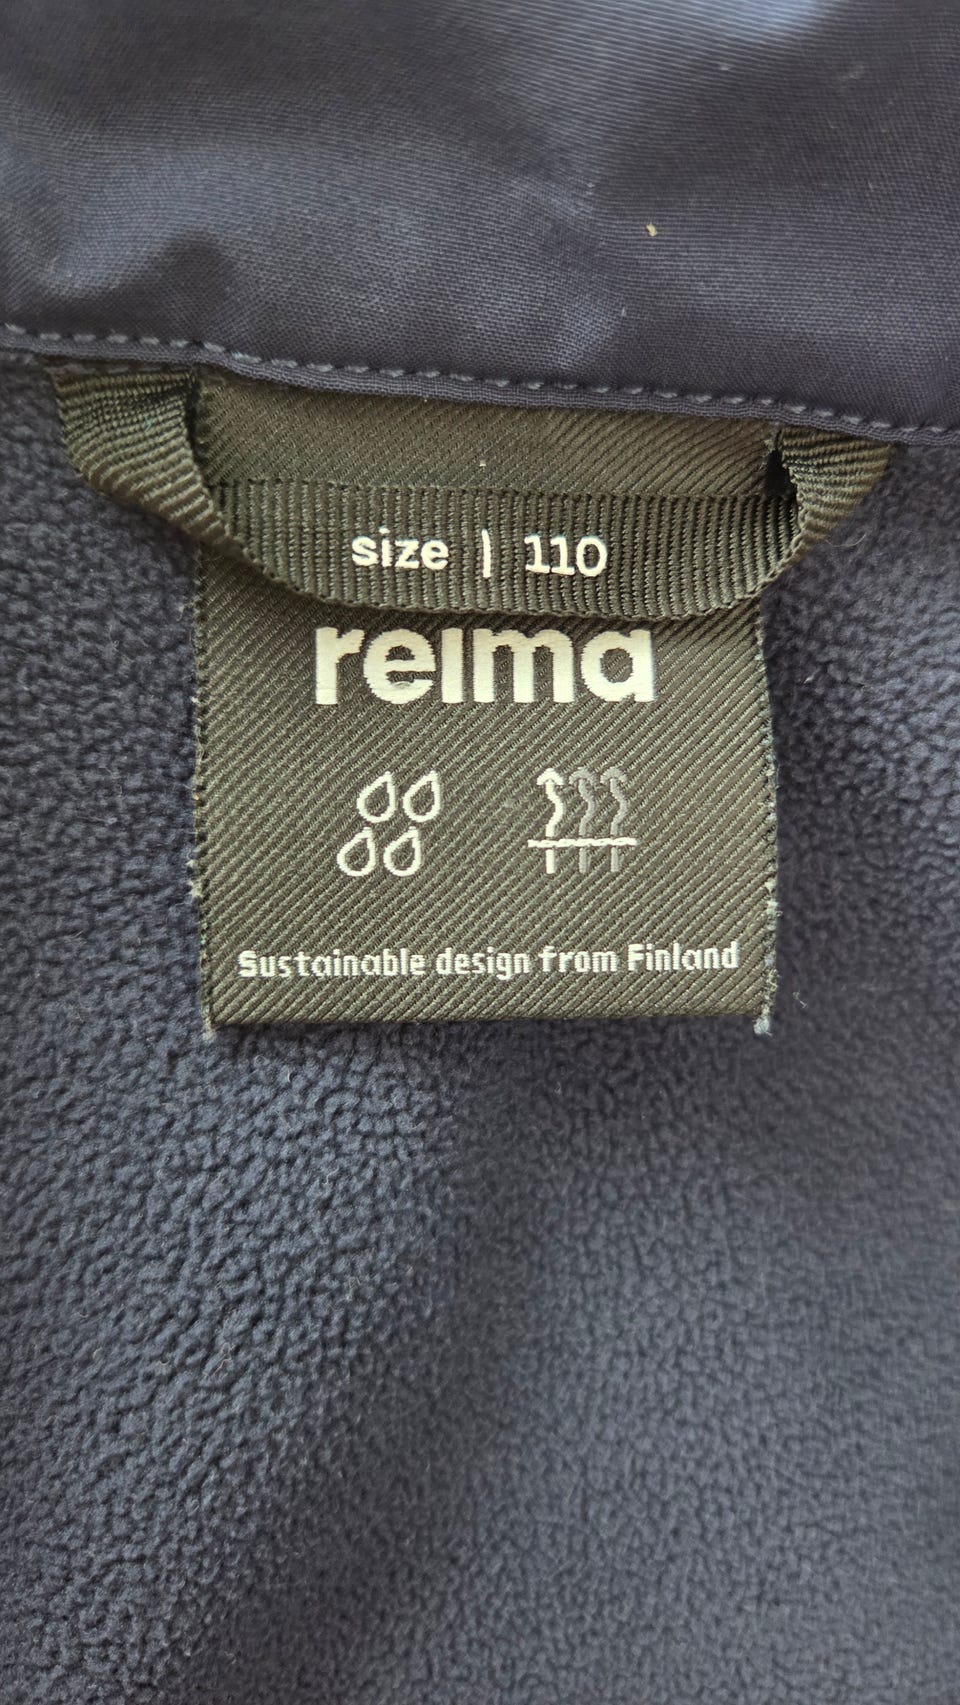 size | 110
reima
Sustainable design from Finland